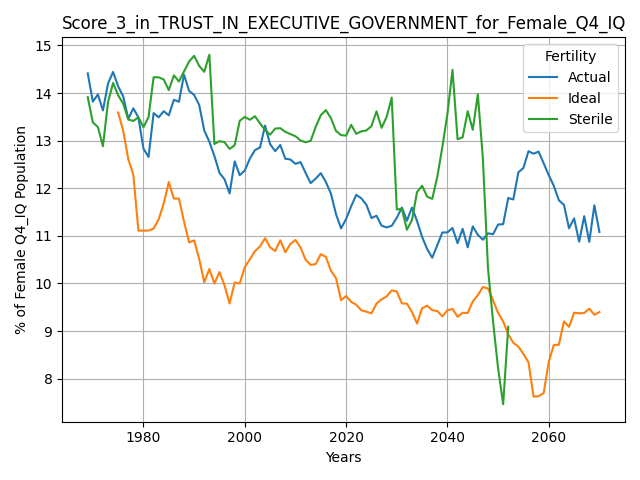 Score_3_in_TRUST_IN_EXECUTIVE_GOVERNMENT_for_Female_Q4_IQ
Fertility
Actual
Ideal
Sterile
% of Female Q4_IQ Population
15
14
13
12
11
10
9
8
1980 2000 2020 2040 2060
Years